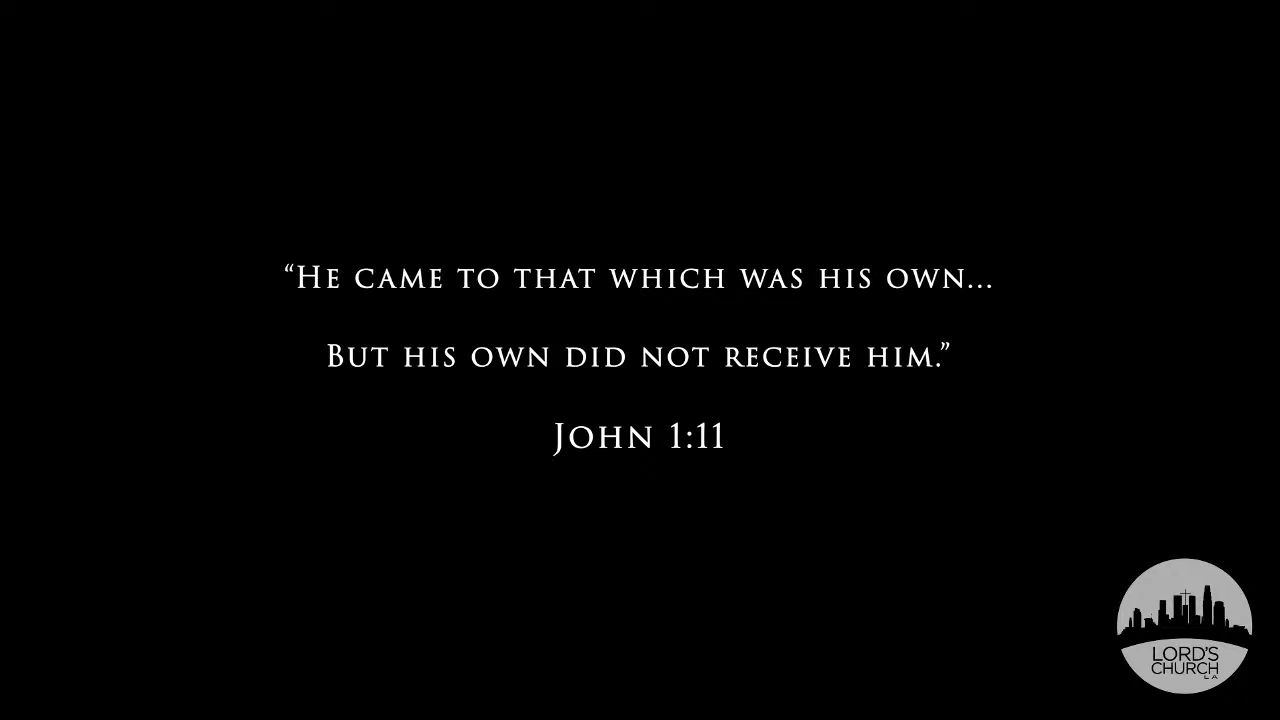 “He came to that which was his own...
But his own did not receive him.”
John 1:11
LORD'S
CHURCH
LA